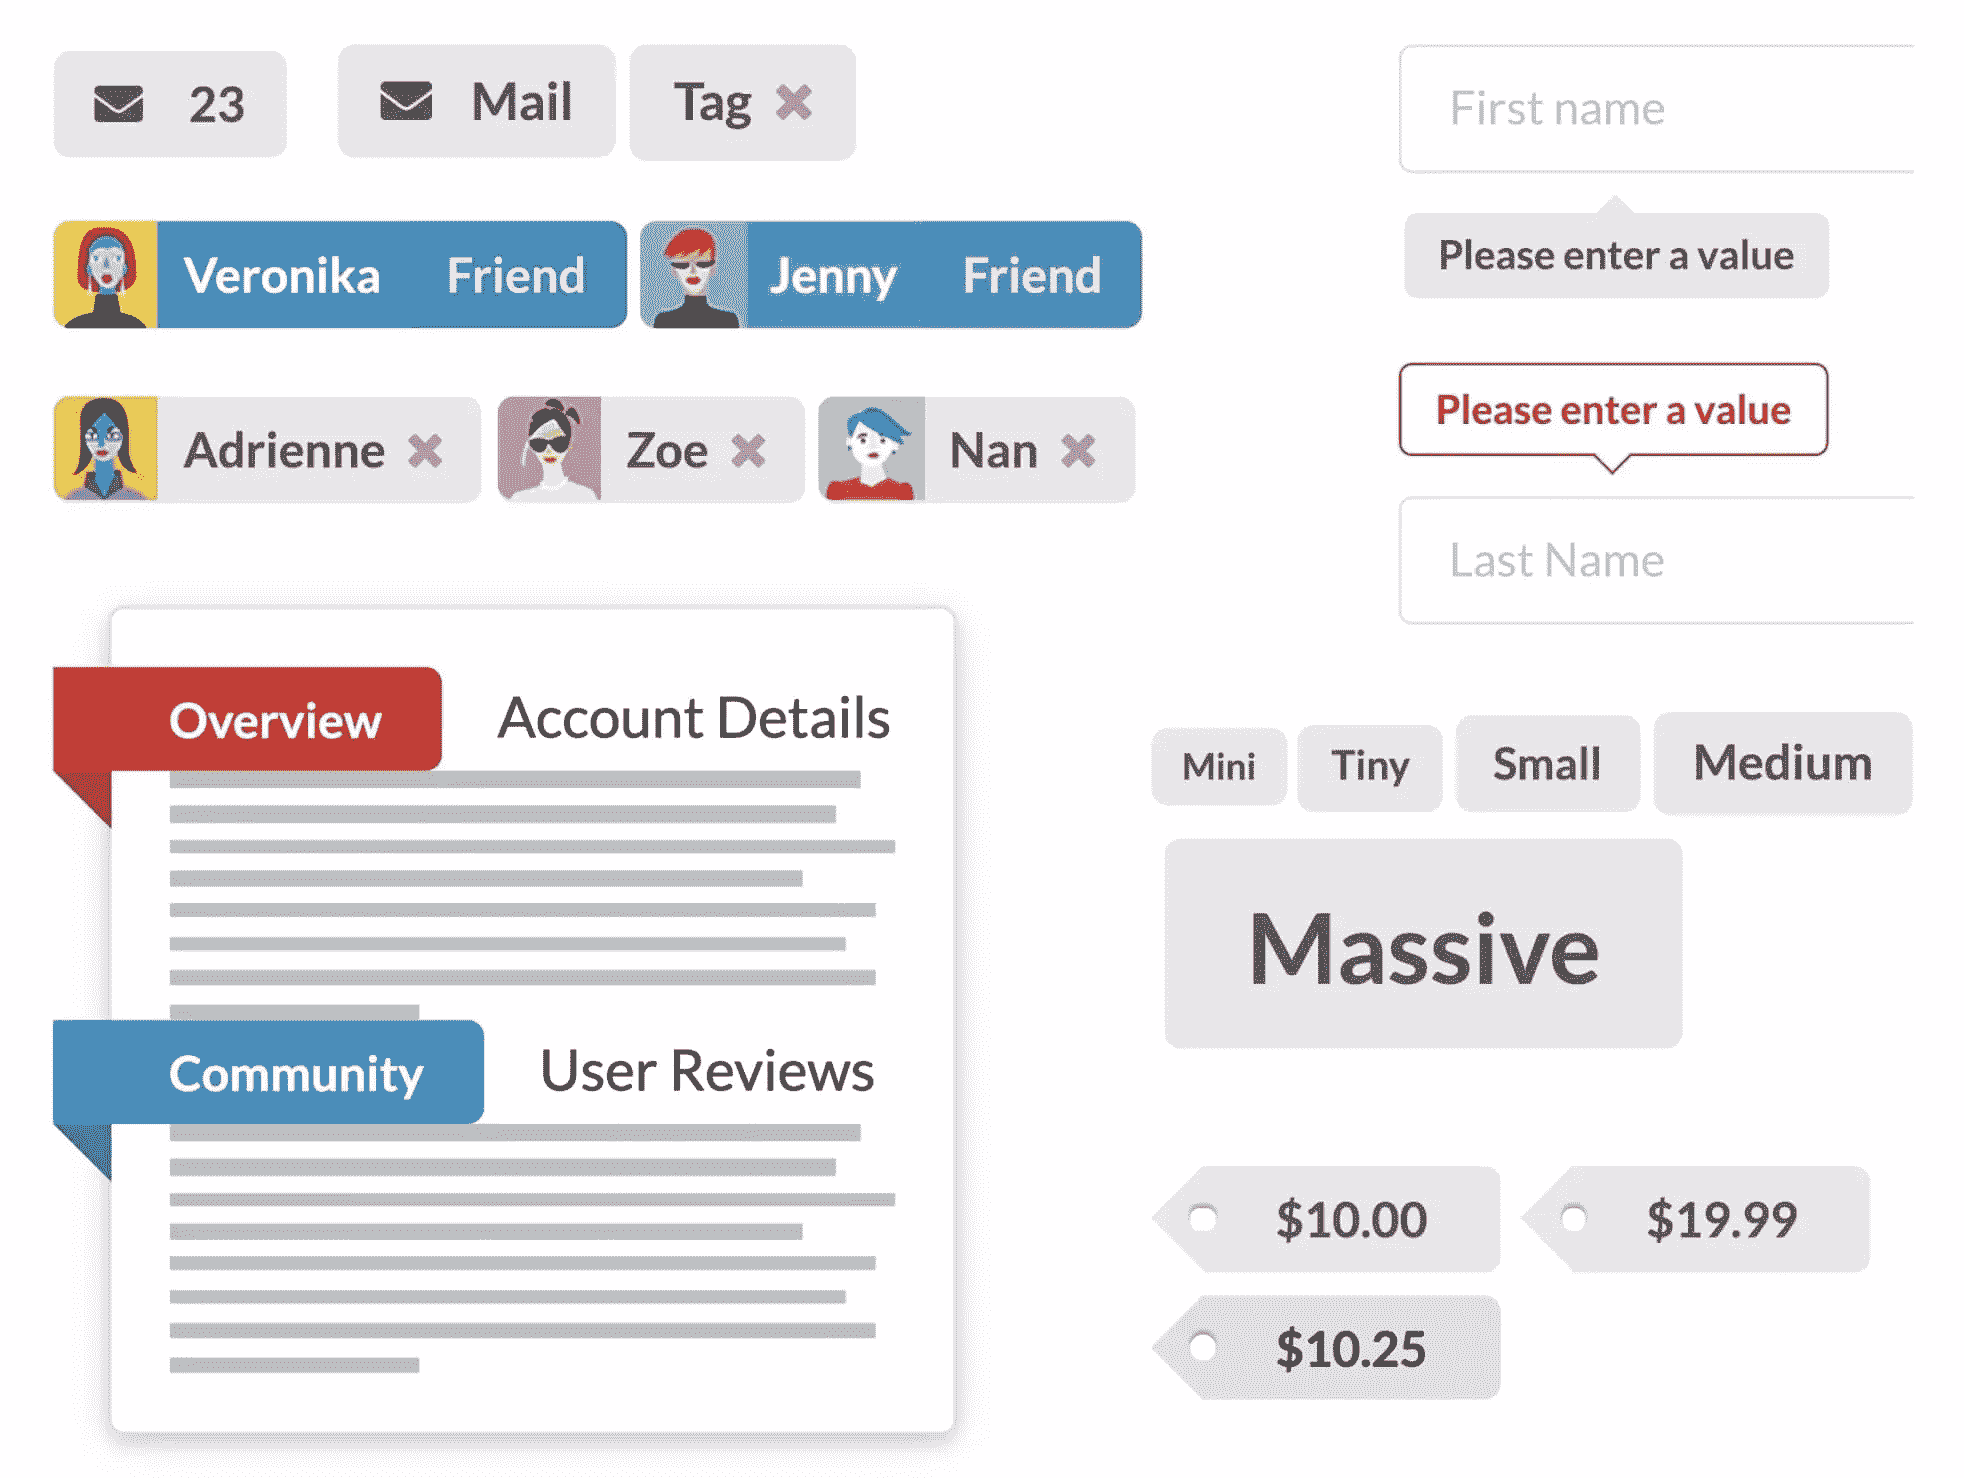 23
Mail
Tag
Veronika Friend
Jenny Friend
Adrienne
Zoe
Nan
First name
Please enter a value
Please enter a value
Last Name
Overview
Account Details
Community
User Reviews
Mini
Tiny
Small
Medium
Massive
$10.00
$19.99
$10.25